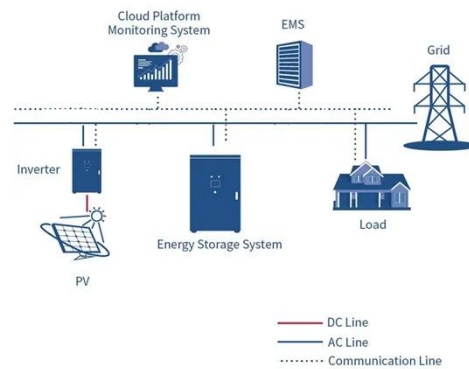 Cloud Platform
Monitoring System
EMS
Grid
Inverter
Energy Storage System
Load
PV
DC Line
AC Line
Communication Line